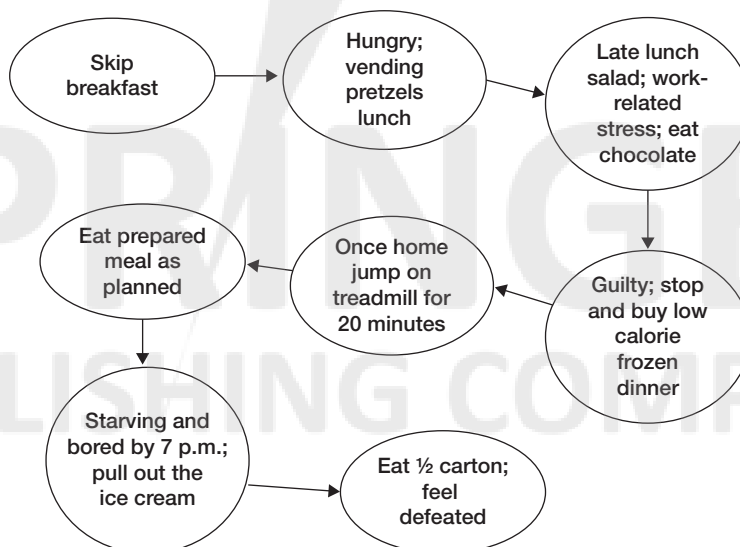 Skip
breakfast
Hungry;
vending
pretzels
lunch
Late lunch
salad; work-
related
stress; eat
chocolate
Guilty; stop
and buy low
calorie
frozen
dinner
Once home
jump on
treadmill for
20 minutes
Eat prepared
meal as
planned
Starving and
bored by 7 p.m.;
pull out the
ice cream
Eat ½ carton;
feel
defeated